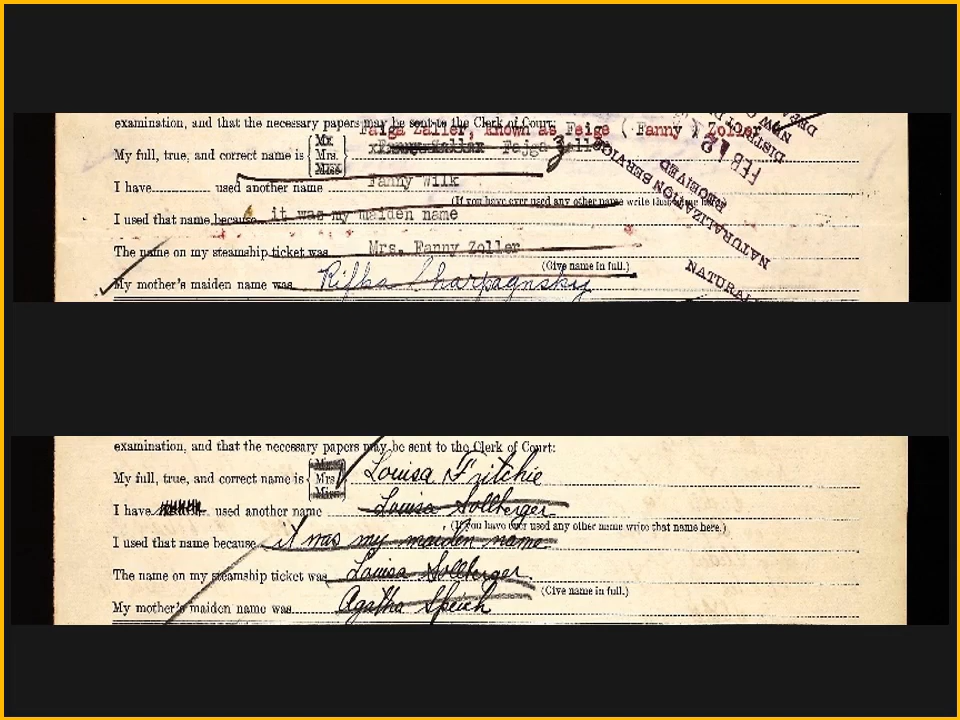 examination, and that the necessary papers may be sent to the Clerk of Court:
Faiga Zaller, known as Feige ( Fanny ) Zoller
My full, true, and correct name is Mr. Mrs. Miss Fejga
I have used another name Fanny Wilk
(If you have ever used any other name write that name here.)
I used that name because it was my maiden name
The name on my steamship ticket was Mrs. Fanny Zoller
(Give name in full.)
My mother's maiden name was Rifka
DISTRICT
FEB 12
RECEIVED
NATURALIZATION SERVICE
examination, and that the necessary papers may be sent to the Clerk of Court:
My full, true, and correct name is Mrs. Louisa Fritchie
I have used another name Louisa Sollberger
(If you have ever used any other name write that name here.)
I used that name because it was my maiden name
The name on my steamship ticket was Louisa Sollberger
(Give name in full.)
My mother's maiden name was Agatha Speich